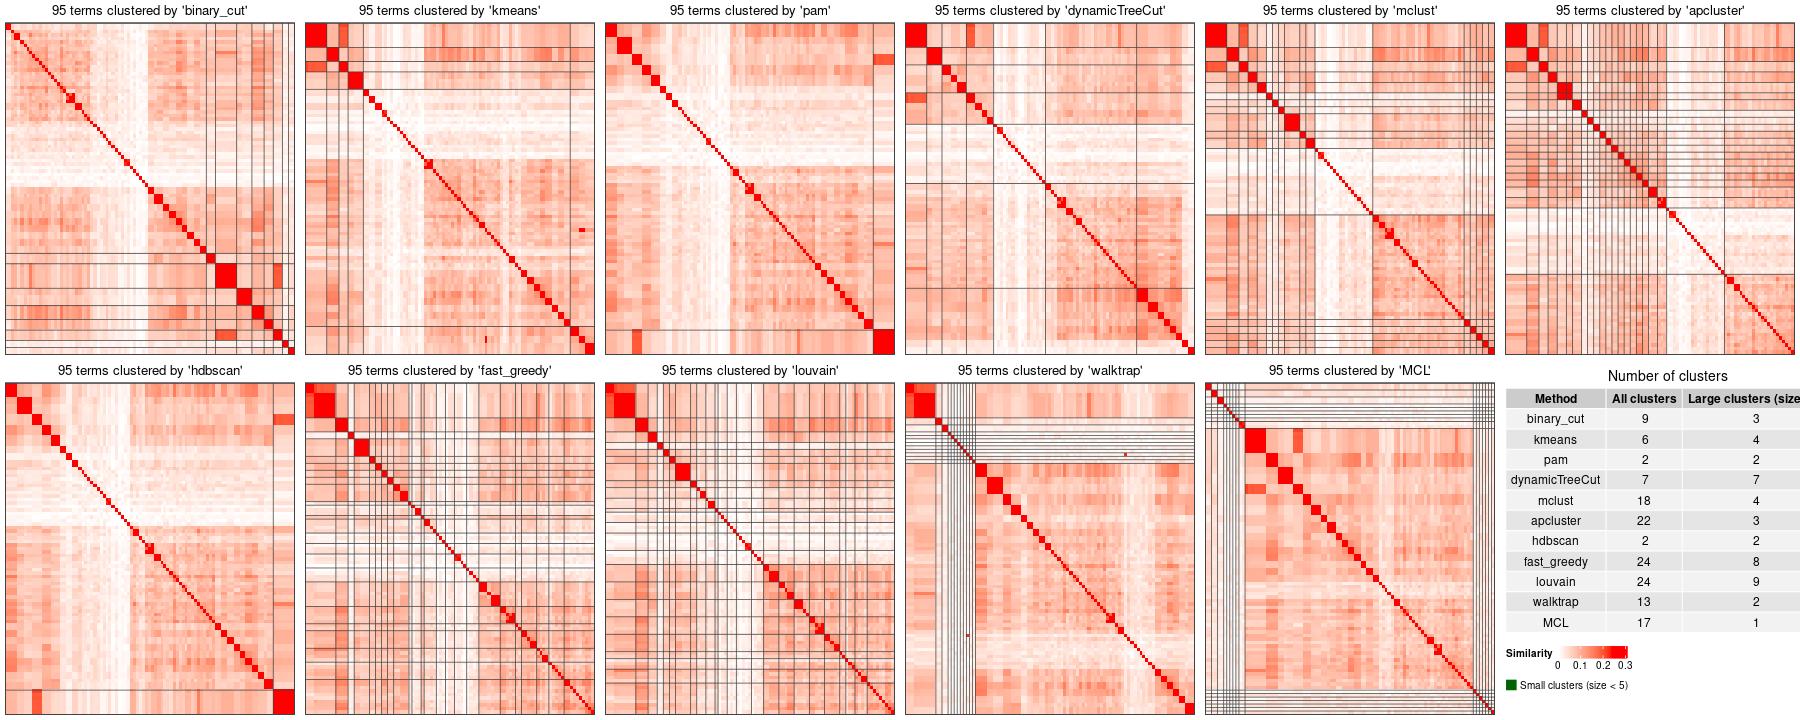 95 terms clustered by 'binary_cut'
95 terms clustered by 'kmeans'
95 terms clustered by 'pam'
95 terms clustered by 'dynamicTreeCut'
95 terms clustered by 'mclust'
95 terms clustered by 'apcluster'
95 terms clustered by 'hdbscan'
95 terms clustered by 'fast_greedy'
95 terms clustered by 'louvain'
95 terms clustered by 'walktrap'
95 terms clustered by 'MCL'
Number of clusters
Method All clusters Large clusters (size
binary_cut 9 3
kmeans 6 4
pam 2 2
dynamicTreeCut 7 7
mclust 18 4
apcluster 22 3
hdbscan 2 2
fast_greedy 24 8
louvain 24 9
walktrap 13 2
MCL 17 1
Similarity
0 0.1 0.2 0.3
Small clusters (size < 5)